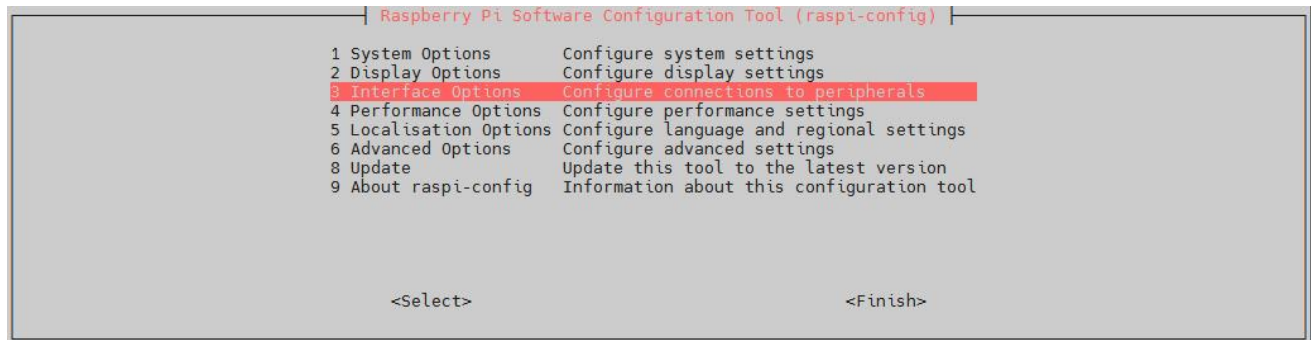 Raspberry Pi Software Configuration Tool (raspi-config)
1 System Options Configure system settings
2 Display Options Configure display settings
3 Interface Options Configure connections to peripherals
4 Performance Options Configure performance settings
5 Localisation Options Configure language and regional settings
6 Advanced Options Configure advanced settings
8 Update Update this tool to the latest version
9 About raspi-config Information about this configuration tool
<Select> <Finish>